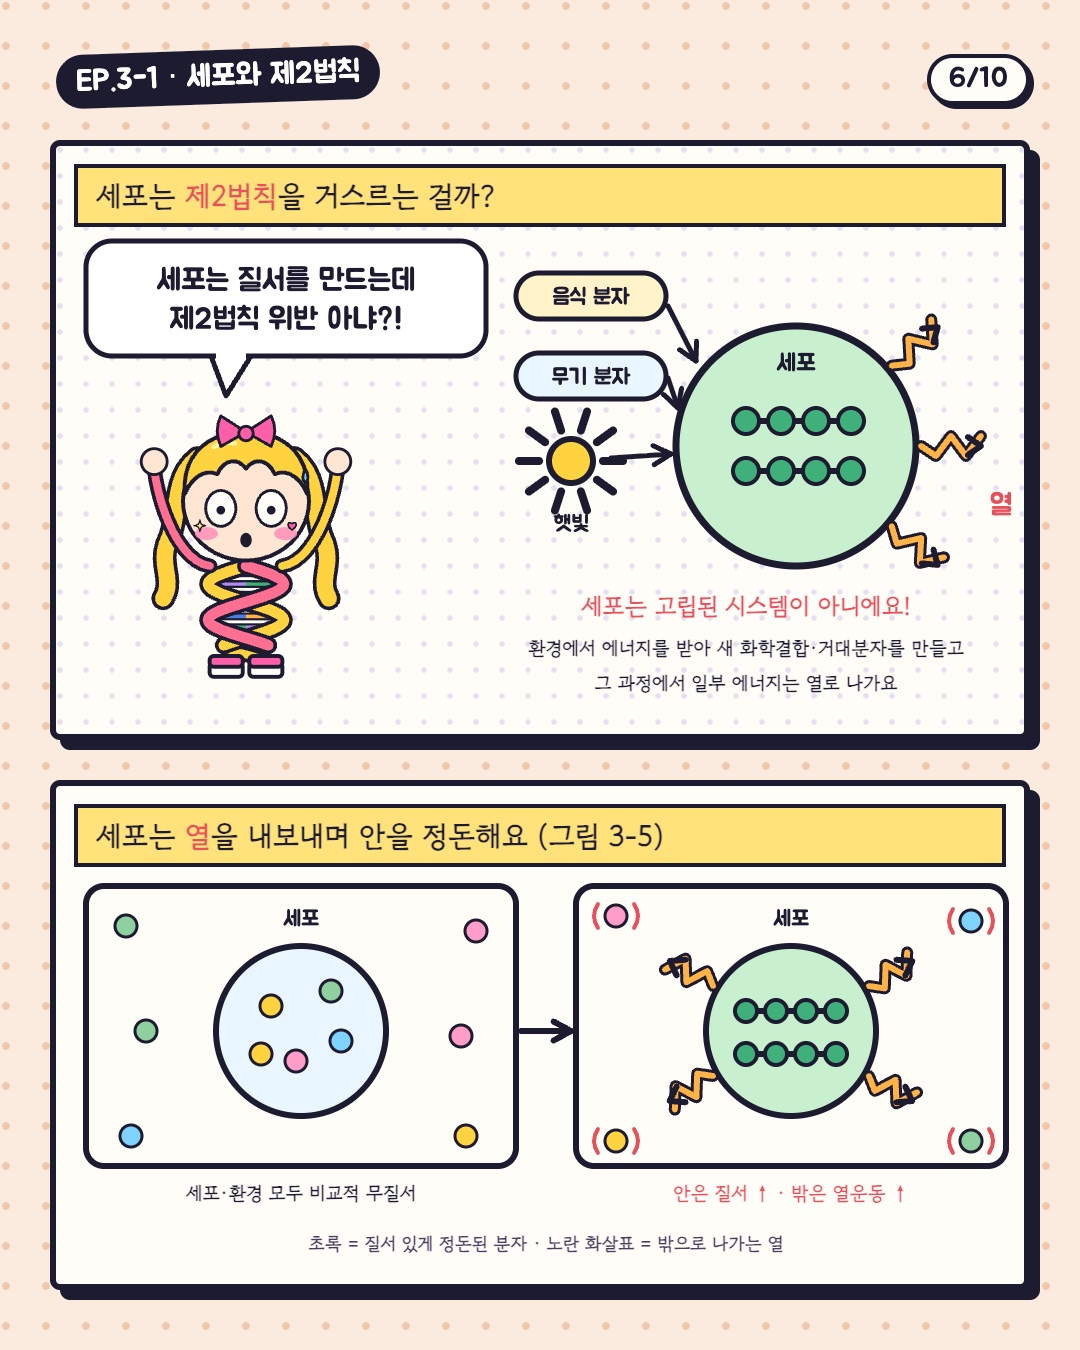 EP.3-1 · 세포와 제2법칙
6/10
세포는 제2법칙을 거스르는 걸까?
세포는 질서를 만드는데
제2법칙 위반 아냐?!
음식 분자
무기 분자
햇빛
세포
열
세포는 고립된 시스템이 아니에요!
환경에서 에너지를 받아 새 화학결합·거대분자를 만들고
그 과정에서 일부 에너지는 열로 나가요
세포는 열을 내보내며 안을 정돈해요 (그림 3-5)
세포
세포
세포·환경 모두 비교적 무질서
안은 질서 ↑ · 밖은 열운동 ↑
초록 = 질서 있게 정돈된 분자 · 노란 화살표 = 밖으로 나가는 열